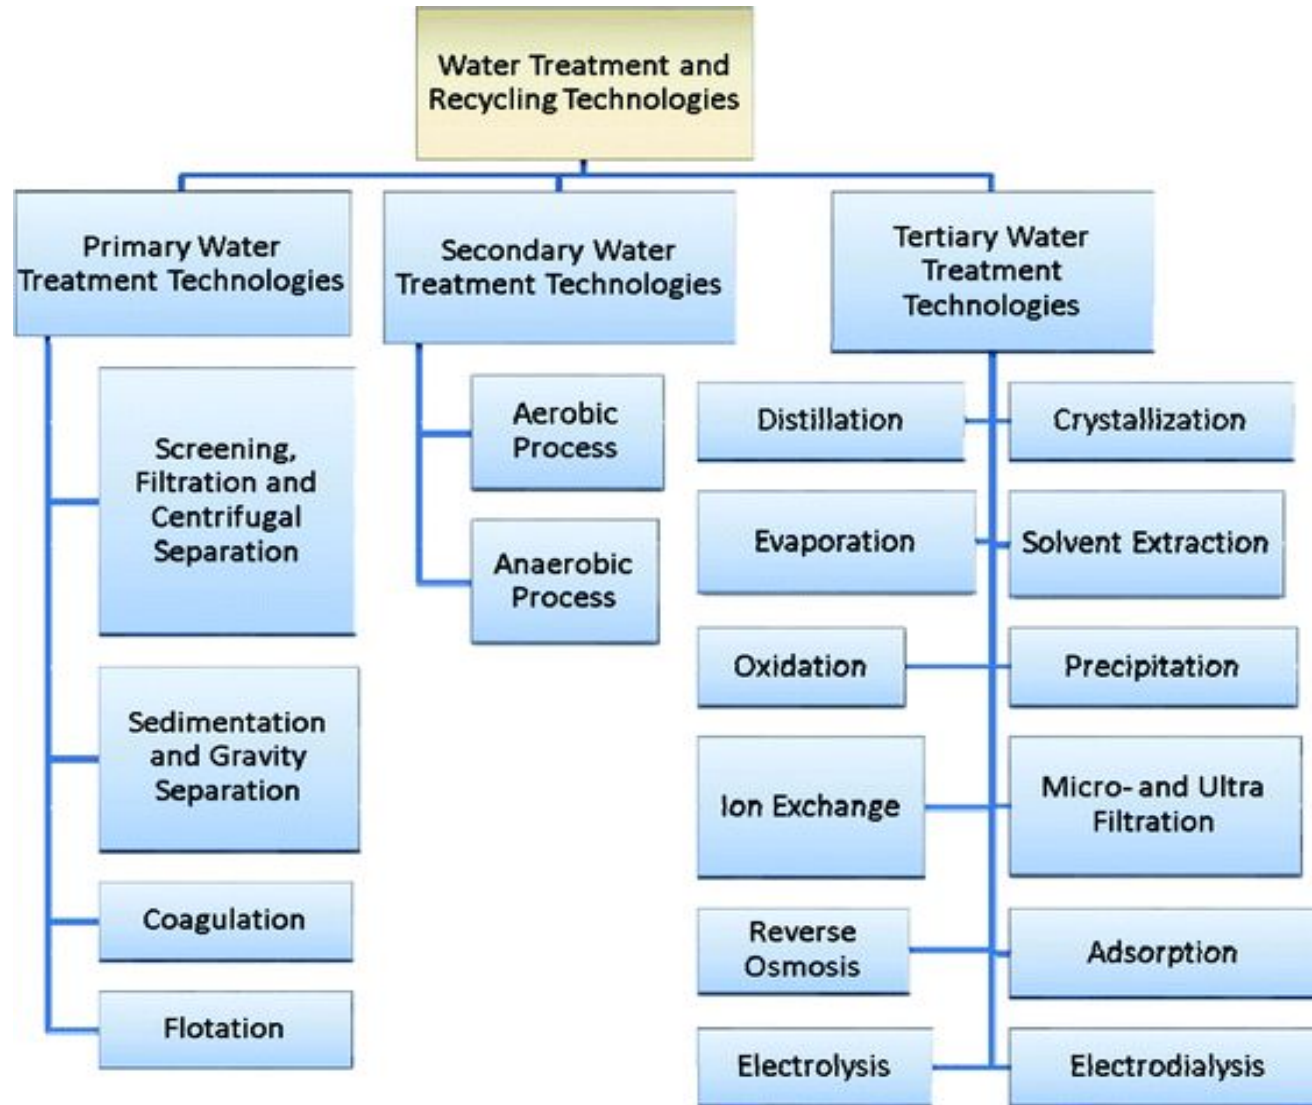 Water Treatment and
Recycling Technologies
Primary Water
Treatment Technologies
Secondary Water
Treatment Technologies
Tertiary Water
Treatment
Technologies
Screening,
Filtration and
Centrifugal
Separation
Sedimentation
and Gravity
Separation
Coagulation
Flotation
Aerobic
Process
Anaerobic
Process
Distillation
Crystallization
Evaporation
Solvent Extraction
Oxidation
Precipitation
Ion Exchange
Micro- and Ultra
Filtration
Reverse
Osmosis
Adsorption
Electrolysis
Electrodialysis